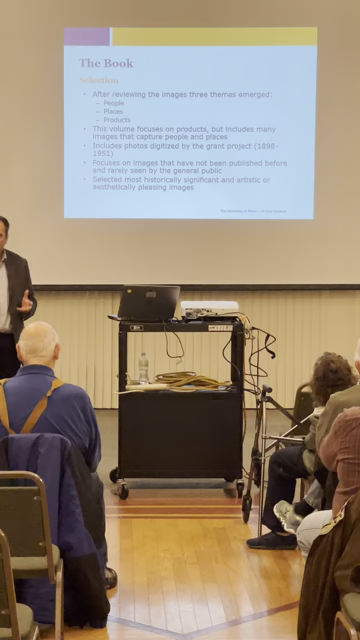 The Book
Selection
• After reviewing the images three themes emerged:
– People
– Places
– Products
• This volume focuses on products, but includes many
images that capture people and places
• Includes photos digitized by the grant project (1898-
1951)
• Focuses on images that have not been published before
and rarely seen by the general public
• Selected most historically significant and artistic or
aesthetically pleasing images